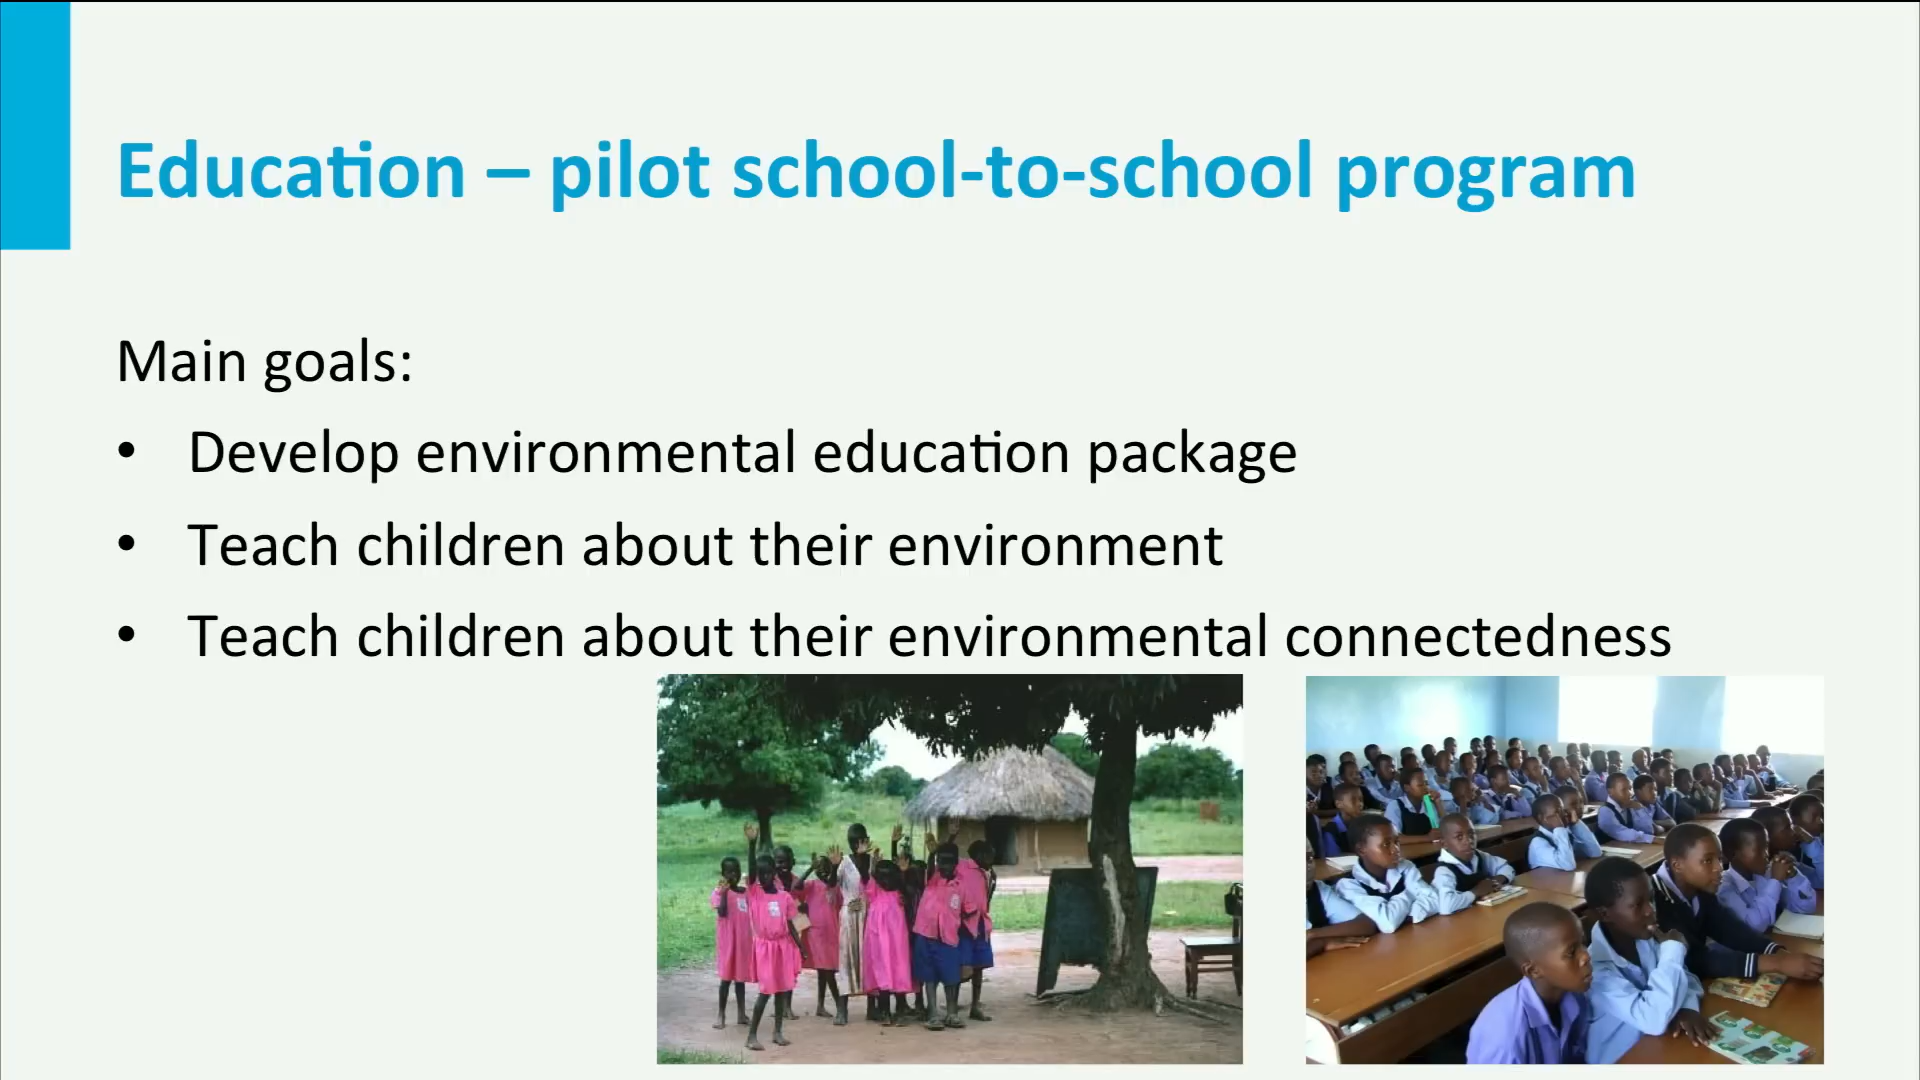 Education – pilot school-to-school program
Main goals:
• Develop environmental education package
• Teach children about their environment
• Teach children about their environmental connectedness